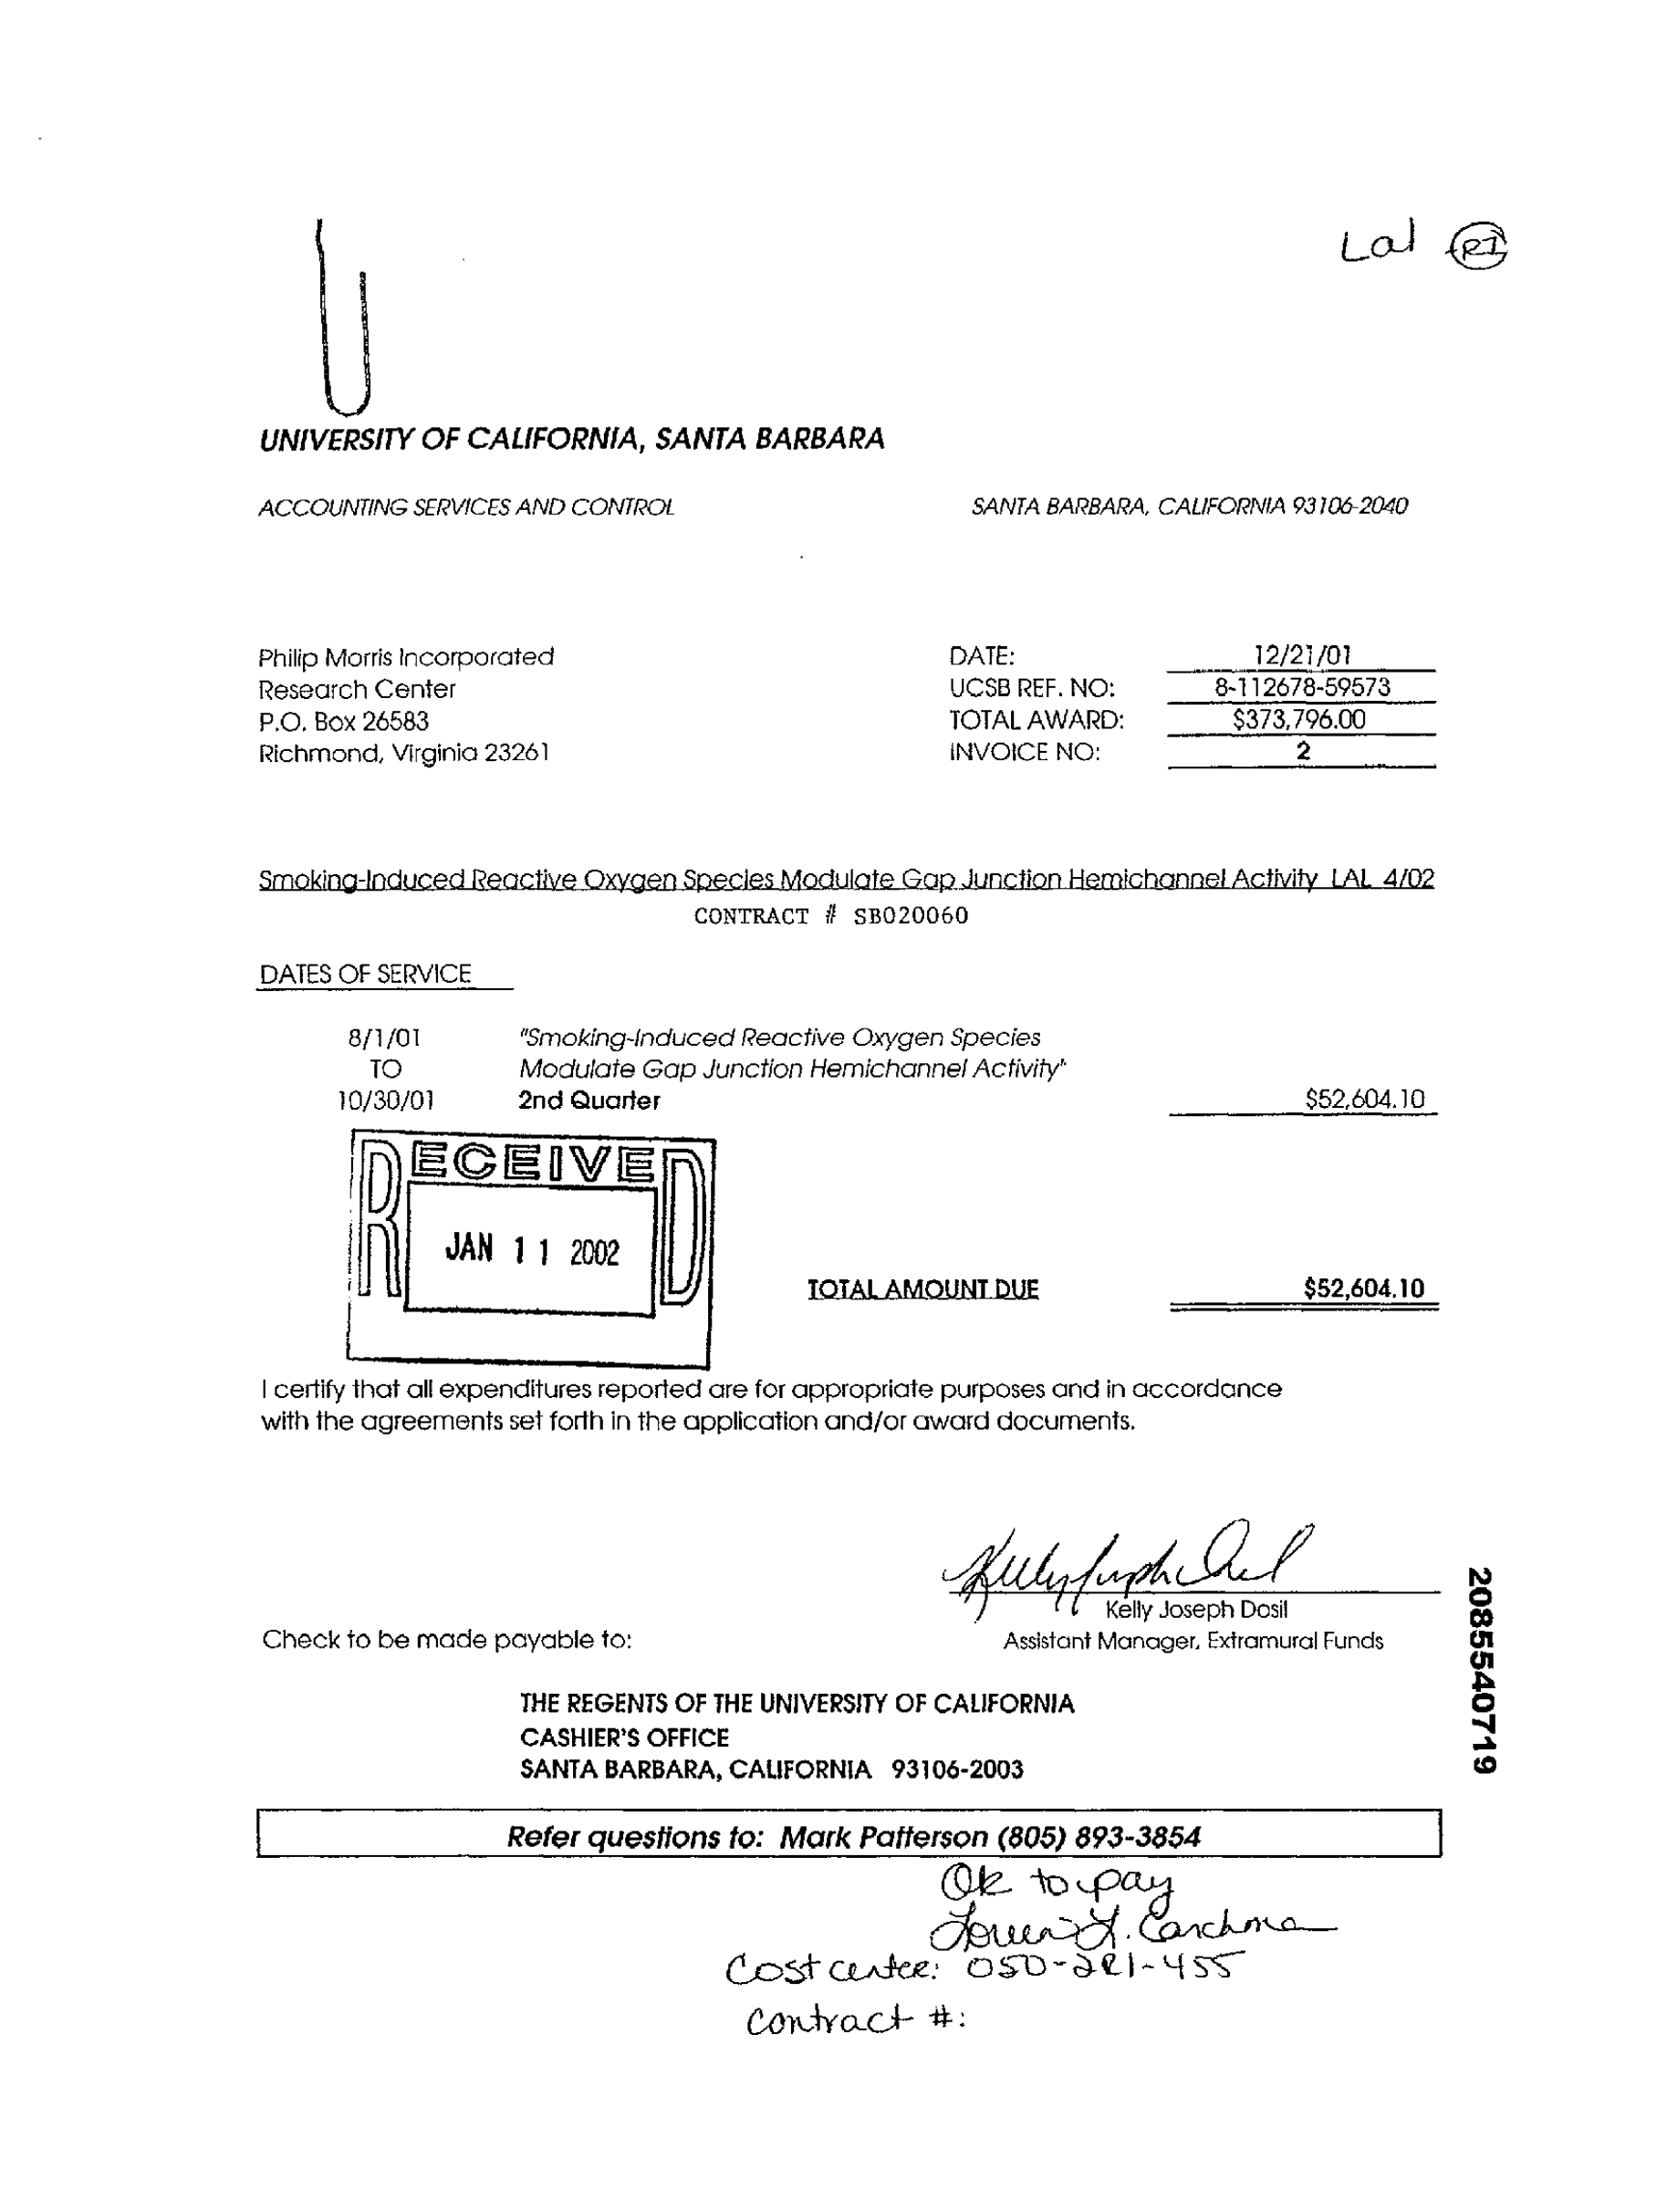 Lal PI
UNIVERSITY OF CALIFORNIA, SANTA BARBARA
ACCOUNTING SERVICES AND CONTROL SANTA BARBARA, CALIFORNIA 93106-2040
Philip Morris Incorporated
Research Center
P.O. Box 26583
Richmond, Virginia 23261
DATE: 12/21/01
UCSB REF. NO: 8-112678-59573
TOTAL AWARD: $373,796.00
INVOICE NO: 2
Smoking-Induced Reactive Oxygen Species Modulate Gap Junction Hemichannel Activity LAL 4/02
CONTRACT # SB020060
DATES OF SERVICE
8/1/01 "Smoking-Induced Reactive Oxygen Species
TO Modulate Gap Junction Hemichannel Activity"
10/30/01 2nd Quarter $52,604.10
RECEIVED
JAN 11 2002
TOTAL AMOUNT DUE $52,604.10
I certify that all expenditures reported are for appropriate purposes and in accordance
with the agreements set forth in the application and/or award documents.
Kelly Joseph Dosil
Assistant Manager, Extramural Funds
Check to be made payable to:
THE REGENTS OF THE UNIVERSITY OF CALIFORNIA
CASHIER'S OFFICE
SANTA BARBARA, CALIFORNIA 93106-2003
Refer questions to: Mark Patterson (805) 893-3854
Ok to pay
Cost center:
contract #:
2085540719